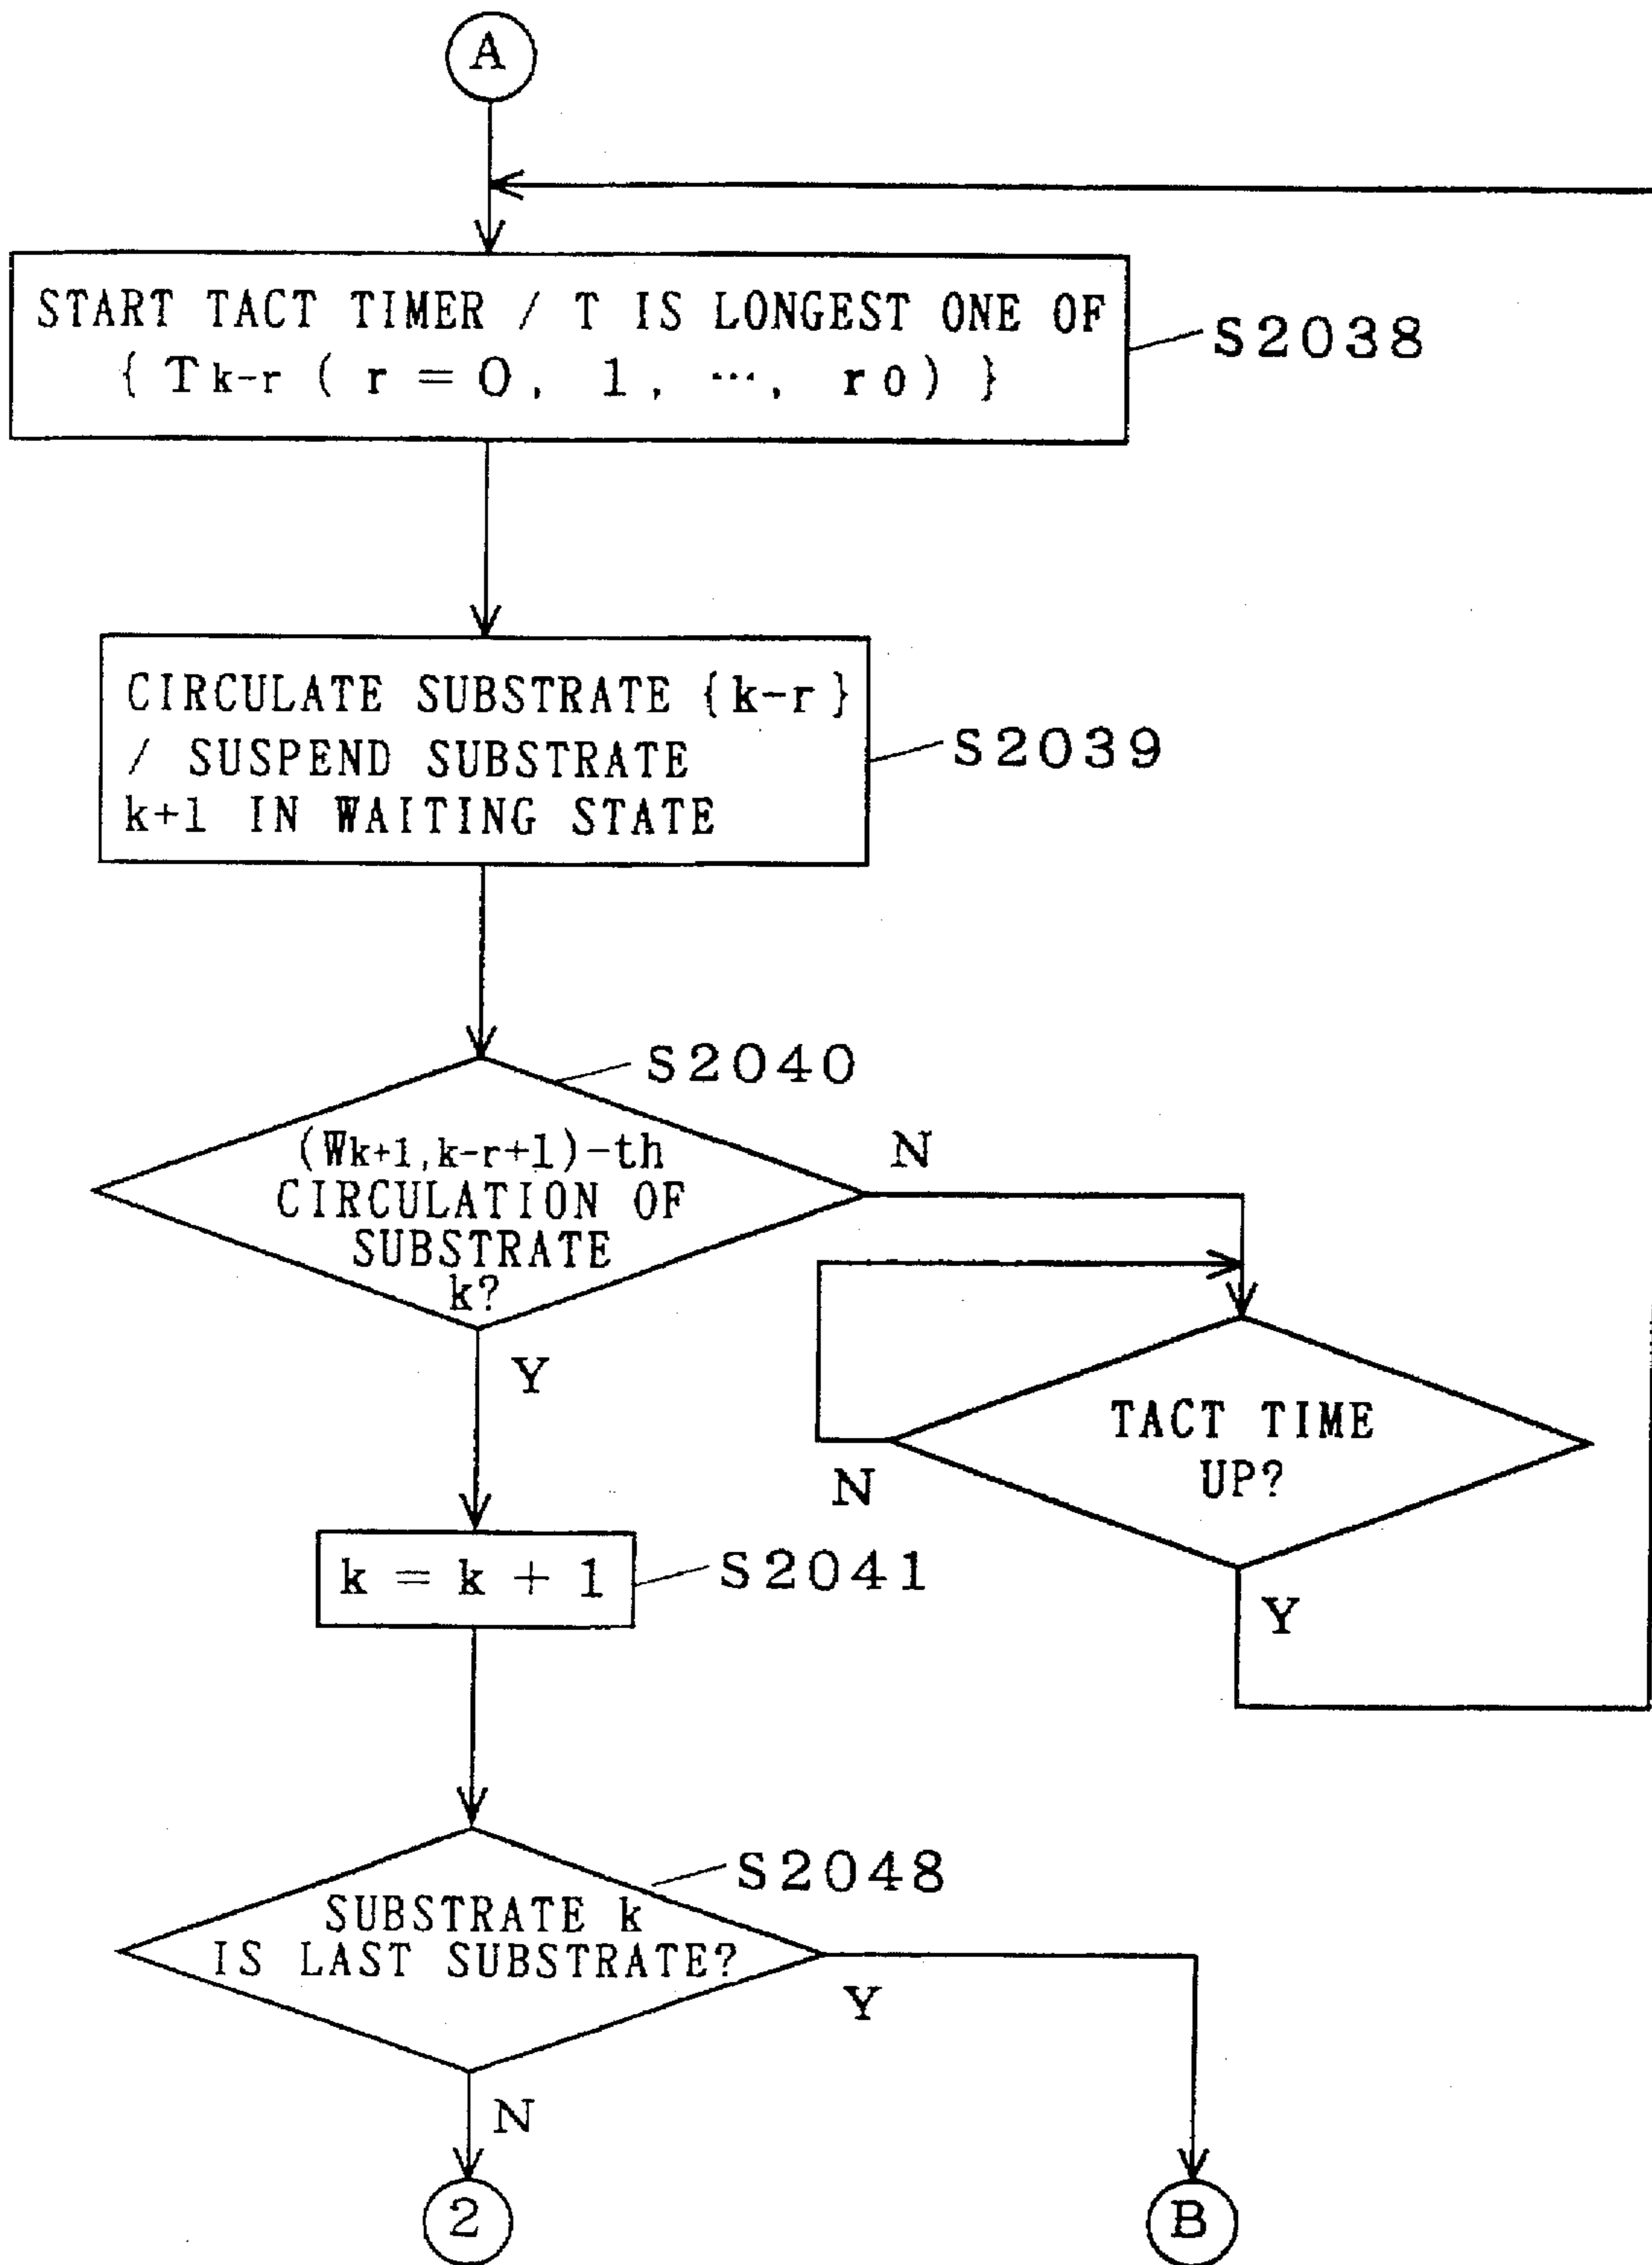 A
START TACT TIMER / T IS LONGEST ONE OF
{ Tk-r ( r = 0, 1, …, r0) }
S2038
CIRCULATE SUBSTRATE {k-r}
/ SUSPEND SUBSTRATE
k+1 IN WAITING STATE
S2039
S2040
(Wk+1,k-r+1)-th
CIRCULATION OF
SUBSTRATE
k?
N
Y
TACT TIME
UP?
N
Y
k = k + 1
S2041
S2048
SUBSTRATE k
IS LAST SUBSTRATE?
Y
N
2
B